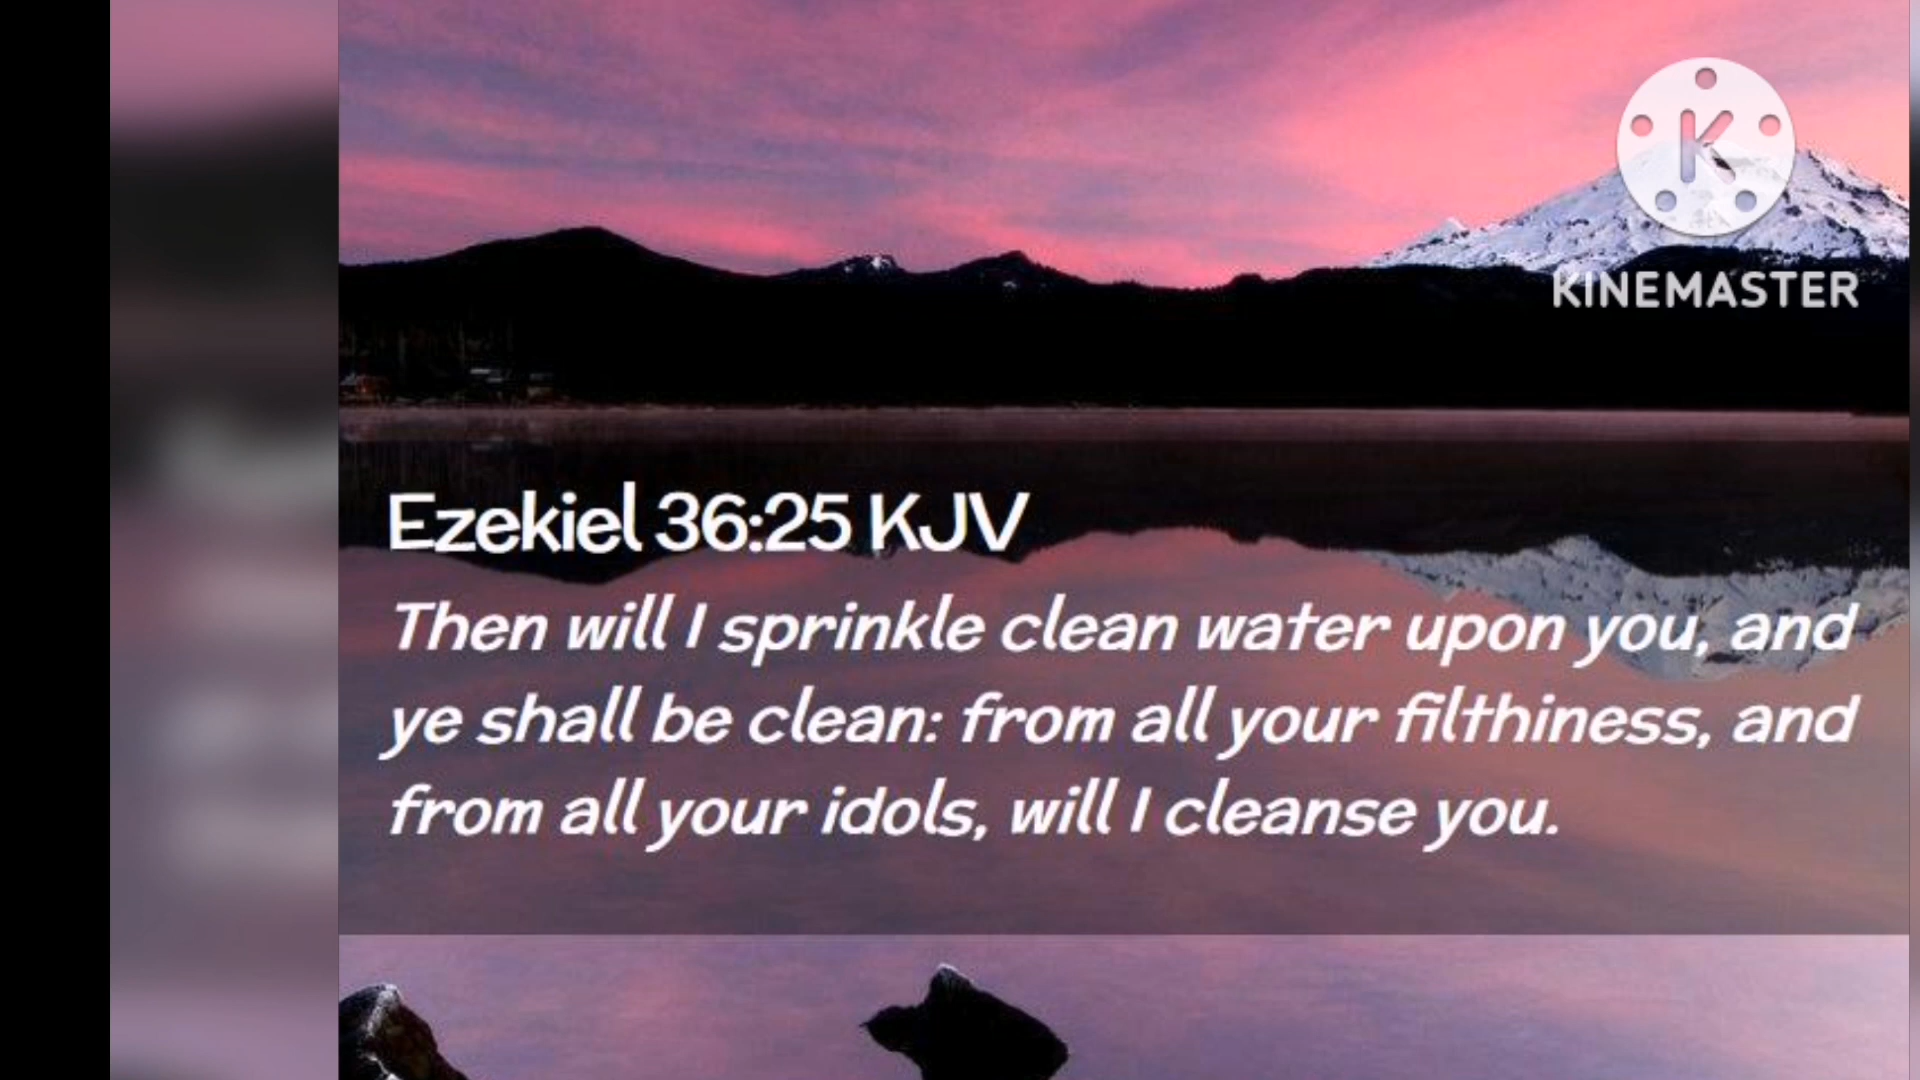 K
KINEMASTER
Ezekiel 36:25 KJV
Then will I sprinkle clean water upon you, and
ye shall be clean: from all your filthiness, and
from all your idols, will I cleanse you.